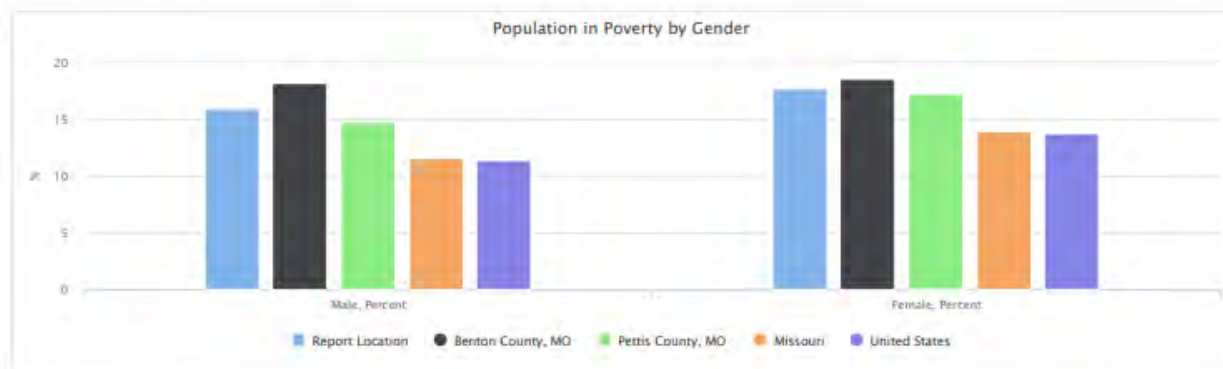 Population in Poverty by Gender
20
15
10
5
0
%
Male, Percent
Female, Percent
Report Location
Benton County, MO
Pettis County, MO
Missouri
United States